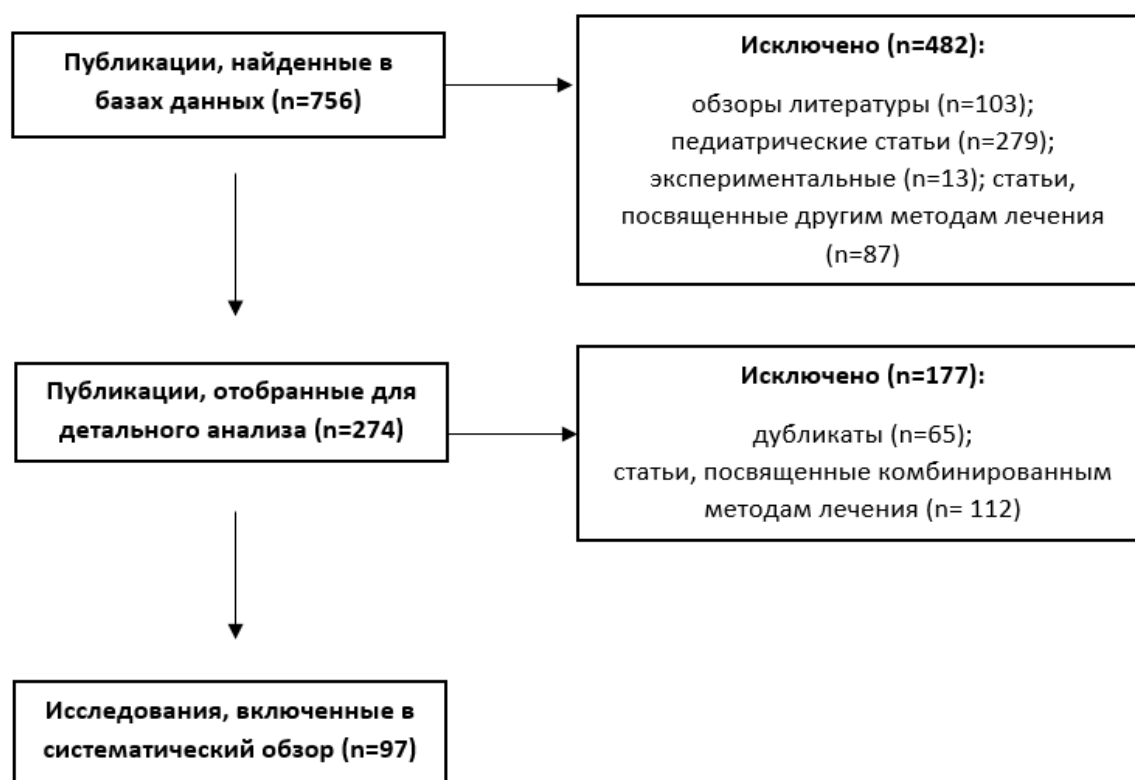 Публикации, найденные в
базах данных (n=756)
Исключено (n=482):
обзоры литературы (n=103);
педиатрические статьи (n=279);
экспериментальные (n=13); статьи,
посвященные другим методам лечения
(n=87)
Публикации, отобранные для
детального анализа (n=274)
Исключено (n=177):
дубликаты (n=65);
статьи, посвященные комбинированным
методам лечения (n= 112)
Исследования, включенные в
систематический обзор (n=97)